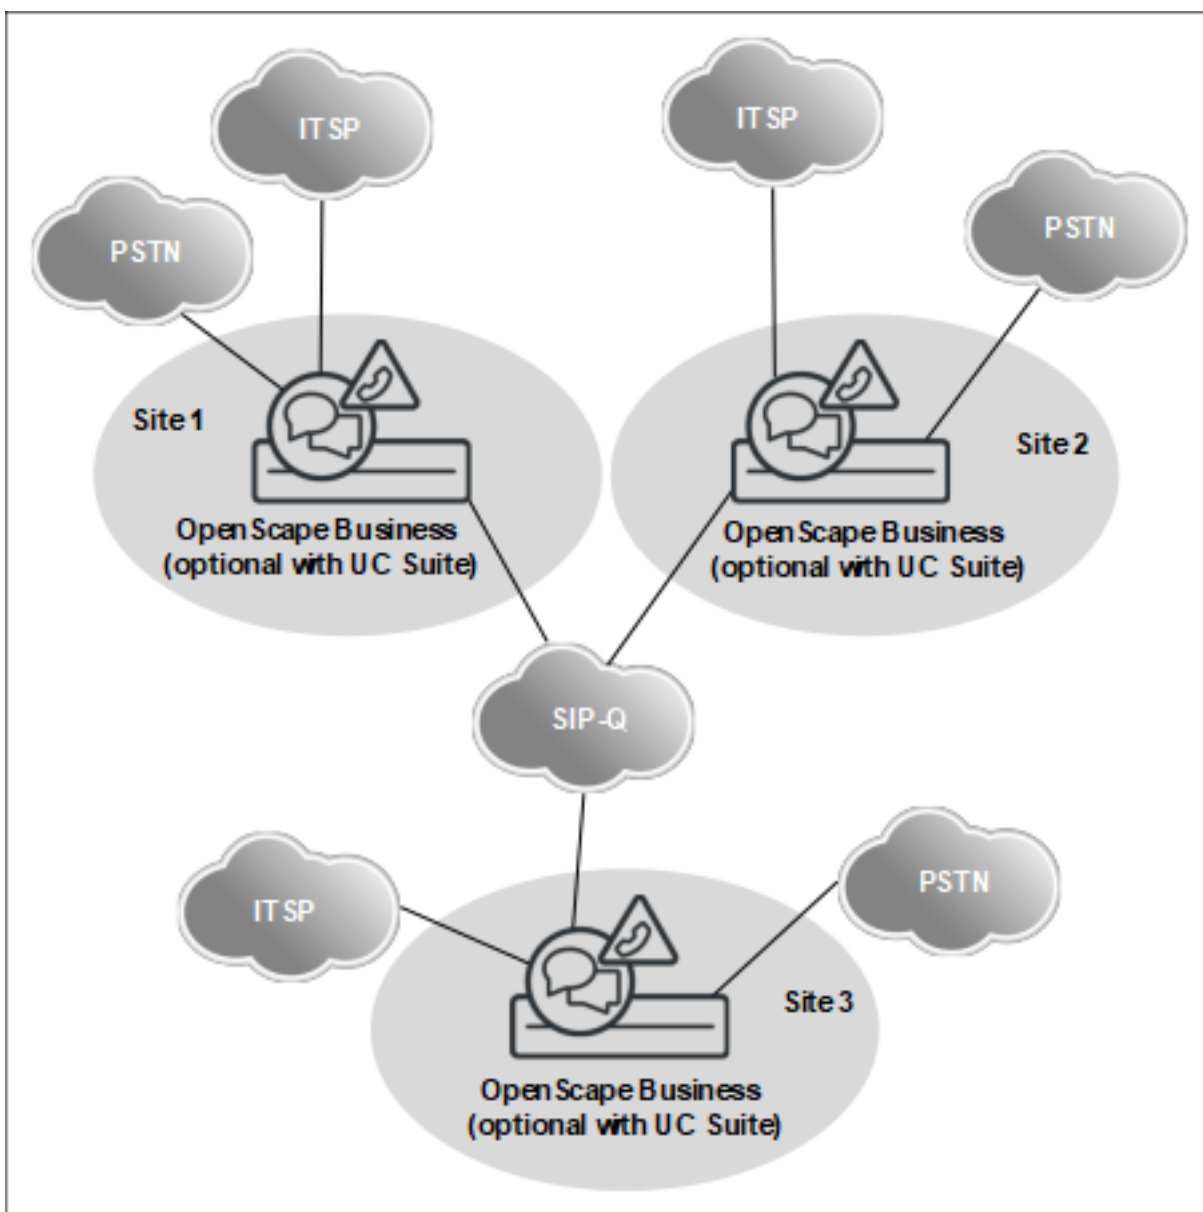 ITSP
ITSP
PSTN
PSTN
Site 1
Site 2
OpenScape Business
(optional with UC Suite)
OpenScape Business
(optional with UC Suite)
SIP-Q
ITSP
PSTN
Site 3
OpenScape Business
(optional with UC Suite)